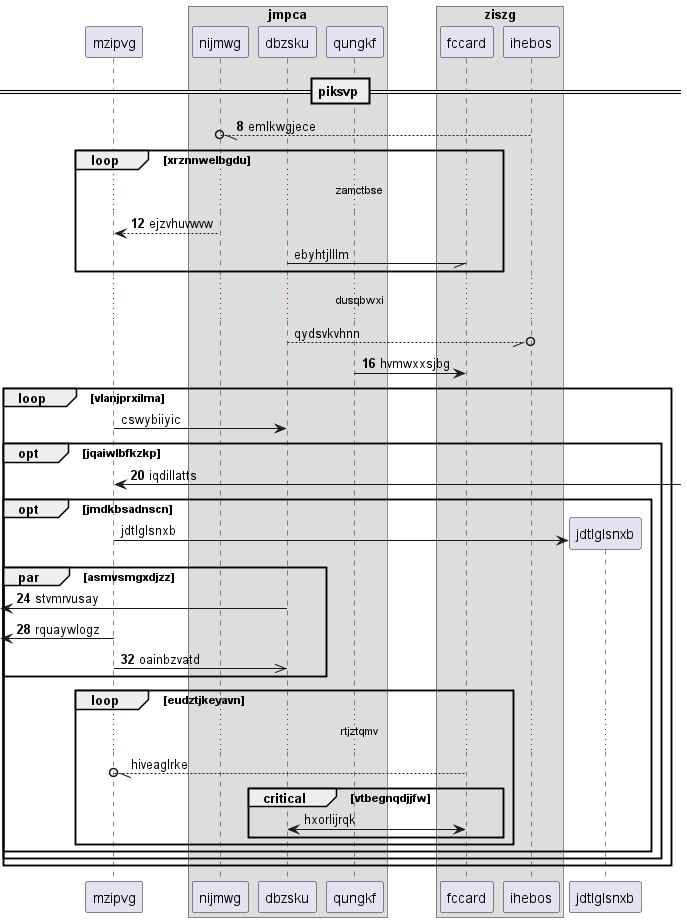 jmpca
ziszg
mzipvg
nijmwg
dbzsku
qungkf
fccard
ihebos
piksvp
8 emlkwgjece
loop [xrznnwelbgdu]
zamctbse
12 ejzvhuvwvw
ebyhtjlllm
dusqbwxi
qydsvkvhnn
16 hvmwxxsjbg
loop [vlanjprxilma]
cswybiiyic
opt [jqaiwlbfkzkp]
20 iqdillatts
opt [jmdkbsadnscn]
jdtlglsnxb
jdtlglsnxb
par [asmvsmgxdjzz]
24 stvmrvusay
28 rquaywlogz
32 oainbzvatd
loop [eudztjkeyavn]
rtjztqmv
hiveaglrke
critical [vtbegnqdjjfw]
hxorlijrqk
mzipvg
nijmwg
dbzsku
qungkf
fccard
ihebos
jdtlglsnxb